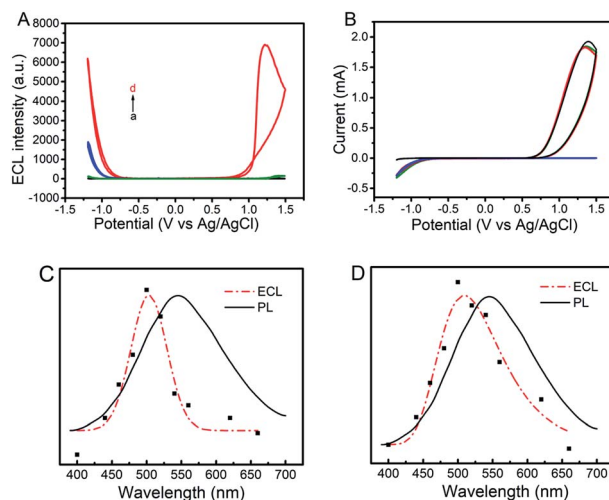 A
8000
7000
6000
5000
4000
3000
2000
1000
0
-1000
ECL intensity (a.u.)
d
a
-1.5 -1.0 -0.5 0.0 0.5 1.0 1.5
Potential (V vs Ag/AgCl)
B
2.0
1.5
1.0
0.5
0.0
-0.5
Current (mA)
-1.5 -1.0 -0.5 0.0 0.5 1.0 1.5
Potential (V vs Ag/AgCl)
C
ECL
PL
400 450 500 550 600 650 700
Wavelength (nm)
D
ECL
PL
400 450 500 550 600 650 700
Wavelength (nm)